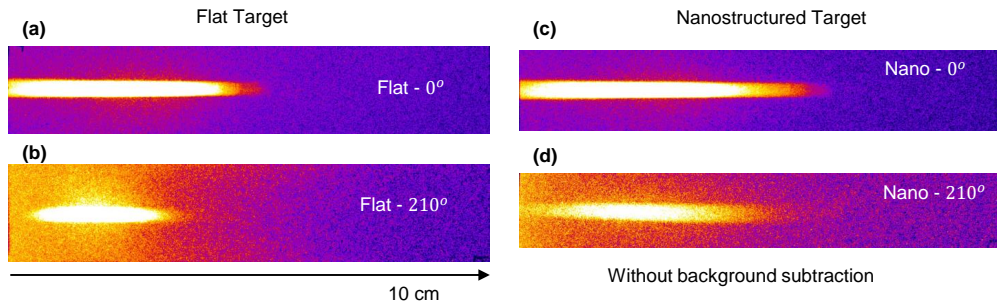 Flat Target
Nanostructured Target
(a)
(c)
Flat - 0°
Nano - 0°
(b)
(d)
Flat - 210°
Nano - 210°
Without background subtraction
10 cm